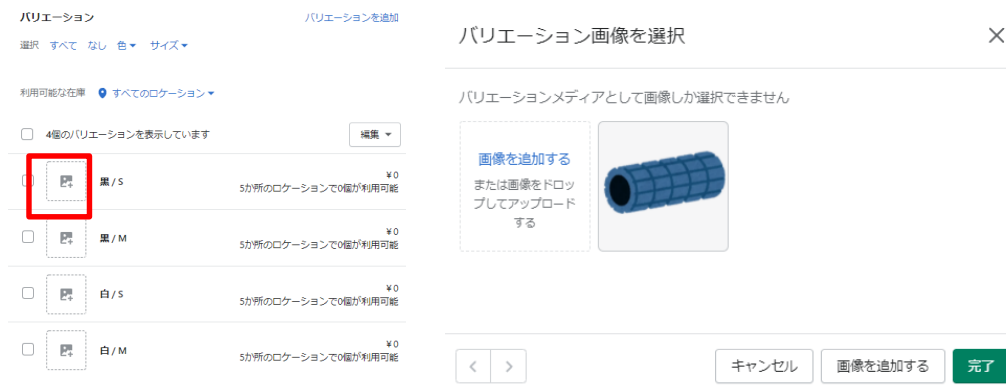 バリエーション
バリエーションを追加
選択 すべて なし 色 サイズ
利用可能な在庫 すべてのロケーション
4個のバリエーションを表示しています
編集
¥0
黒 / S
5か所のロケーションで0個が利用可能
¥0
黒 / M
5か所のロケーションで0個が利用可能
¥0
白 / S
5か所のロケーションで0個が利用可能
¥0
白 / M
5か所のロケーションで0個が利用可能
バリエーション画像を選択
バリエーションメディアとして画像しか選択できません
画像を追加する
または画像をドロッ
プしてアップロード
する
キャンセル
画像を追加する
完了